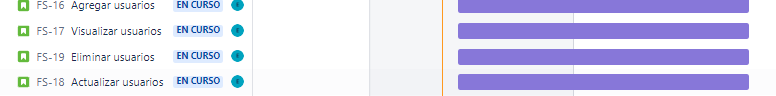 FS-16 Agregar usuarios EN CURSO
FS-17 Visualizar usuarios EN CURSO
FS-19 Eliminar usuarios EN CURSO
FS-18 Actualizar usuarios EN CURSO